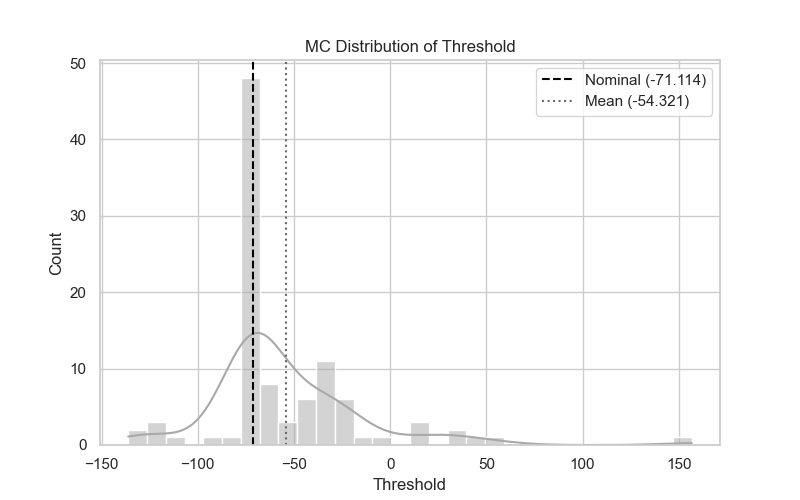 MC Distribution of Threshold
50
40
30
20
10
0
Count
Nominal (-71.114)
Mean (-54.321)
−150
−100
−50
0
50
100
150
Threshold